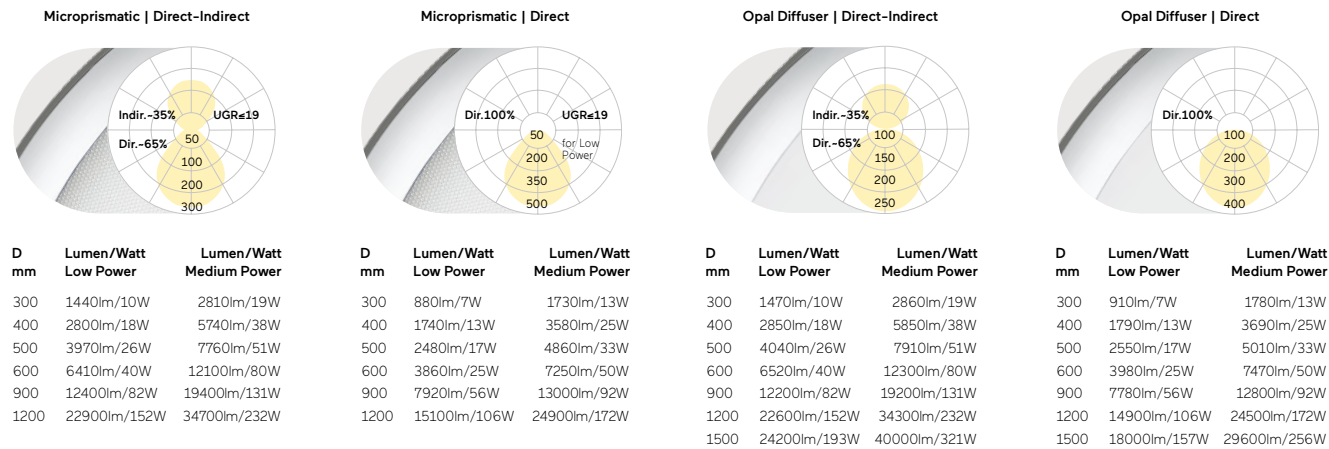 Microprismatic | Direct-Indirect
Indir.~35%
UGR≤19
Dir.~65%
50
100
200
300
D
mm
Lumen/Watt
Low Power
Lumen/Watt
Medium Power
300 1440lm/10W 2810lm/19W
400 2800lm/18W 5740lm/38W
500 3970lm/26W 7760lm/51W
600 6410lm/40W 12100lm/80W
900 12400lm/82W 19400lm/131W
1200 22900lm/152W 34700lm/232W
Microprismatic | Direct
Dir.100%
UGR≤19
for Low
Power
50
200
350
500
D
mm
Lumen/Watt
Low Power
Lumen/Watt
Medium Power
300 880lm/7W 1730lm/13W
400 1740lm/13W 3580lm/25W
500 2480lm/17W 4860lm/33W
600 3860lm/25W 7250lm/50W
900 7920lm/56W 13000lm/92W
1200 15100lm/106W 24900lm/172W
Opal Diffuser | Direct-Indirect
Indir.~35%
Dir.~65%
100
150
200
250
D
mm
Lumen/Watt
Low Power
Lumen/Watt
Medium Power
300 1470lm/10W 2860lm/19W
400 2850lm/18W 5850lm/38W
500 4040lm/26W 7910lm/51W
600 6520lm/40W 12300lm/80W
900 12200lm/82W 19200lm/131W
1200 22600lm/152W 34300lm/232W
1500 24200lm/193W 40000lm/321W
Opal Diffuser | Direct
Dir.100%
100
200
300
400
D
mm
Lumen/Watt
Low Power
Lumen/Watt
Medium Power
300 910lm/7W 1780lm/13W
400 1790lm/13W 3690lm/25W
500 2550lm/17W 5010lm/33W
600 3980lm/25W 7470lm/50W
900 7780lm/56W 12800lm/92W
1200 14900lm/106W 24500lm/172W
1500 18000lm/157W 29600lm/256W